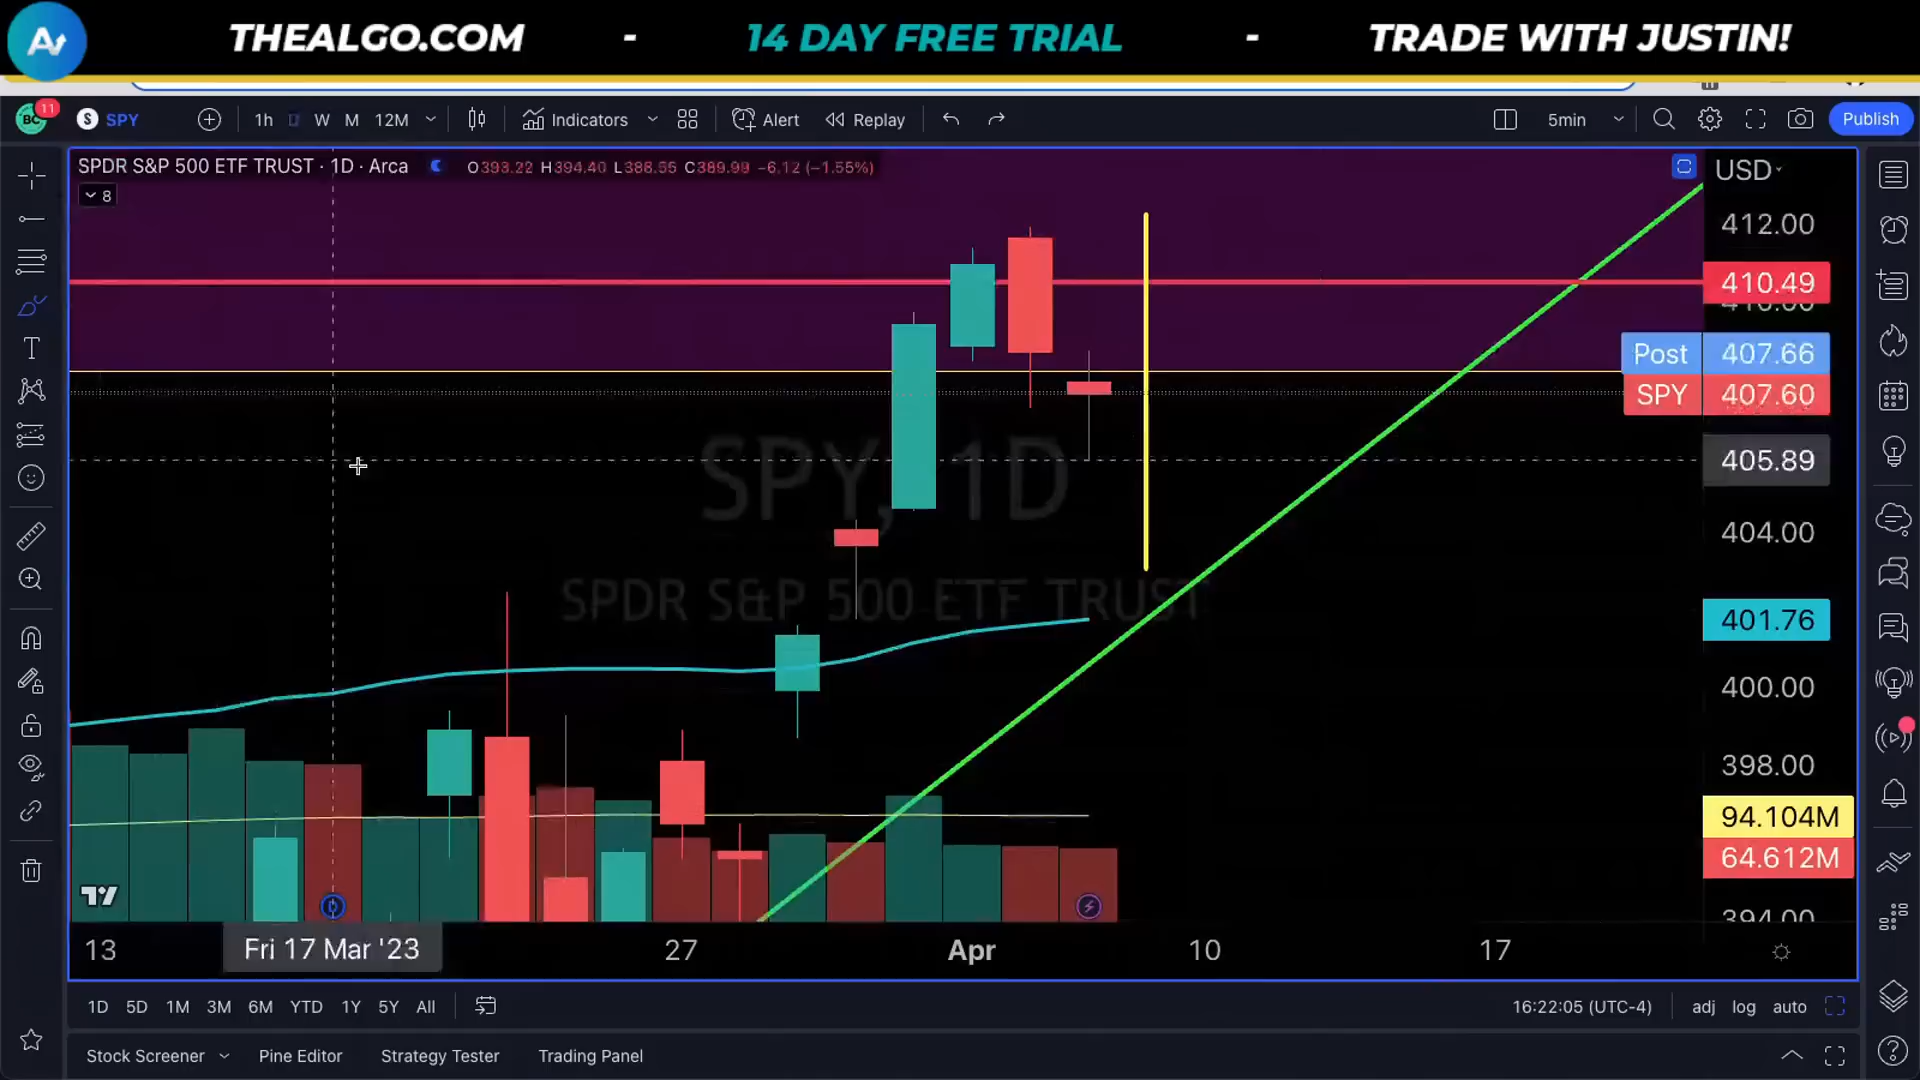 THEALGO.COM - 14 DAY FREE TRIAL - TRADE WITH JUSTIN!
11
S SPY 1h D W M 12M Indicators Alert Replay 5min Publish
SPDR S&P 500 ETF TRUST · 1D · Arca O393.22 H394.40 L388.55 C389.99 −6.12 (−1.55%)
8
USD
412.00
410.49
Post 407.66
SPY 407.60
SPY, 1D
405.89
404.00
SPDR S&P 500 ETF TRUST
401.76
400.00
398.00
94.104M
64.612M
394.00
13 Fri 17 Mar '23 27 Apr 10 17
1D 5D 1M 3M 6M YTD 1Y 5Y All 16:22:05 (UTC-4) adj log auto
Stock Screener Pine Editor Strategy Tester Trading Panel